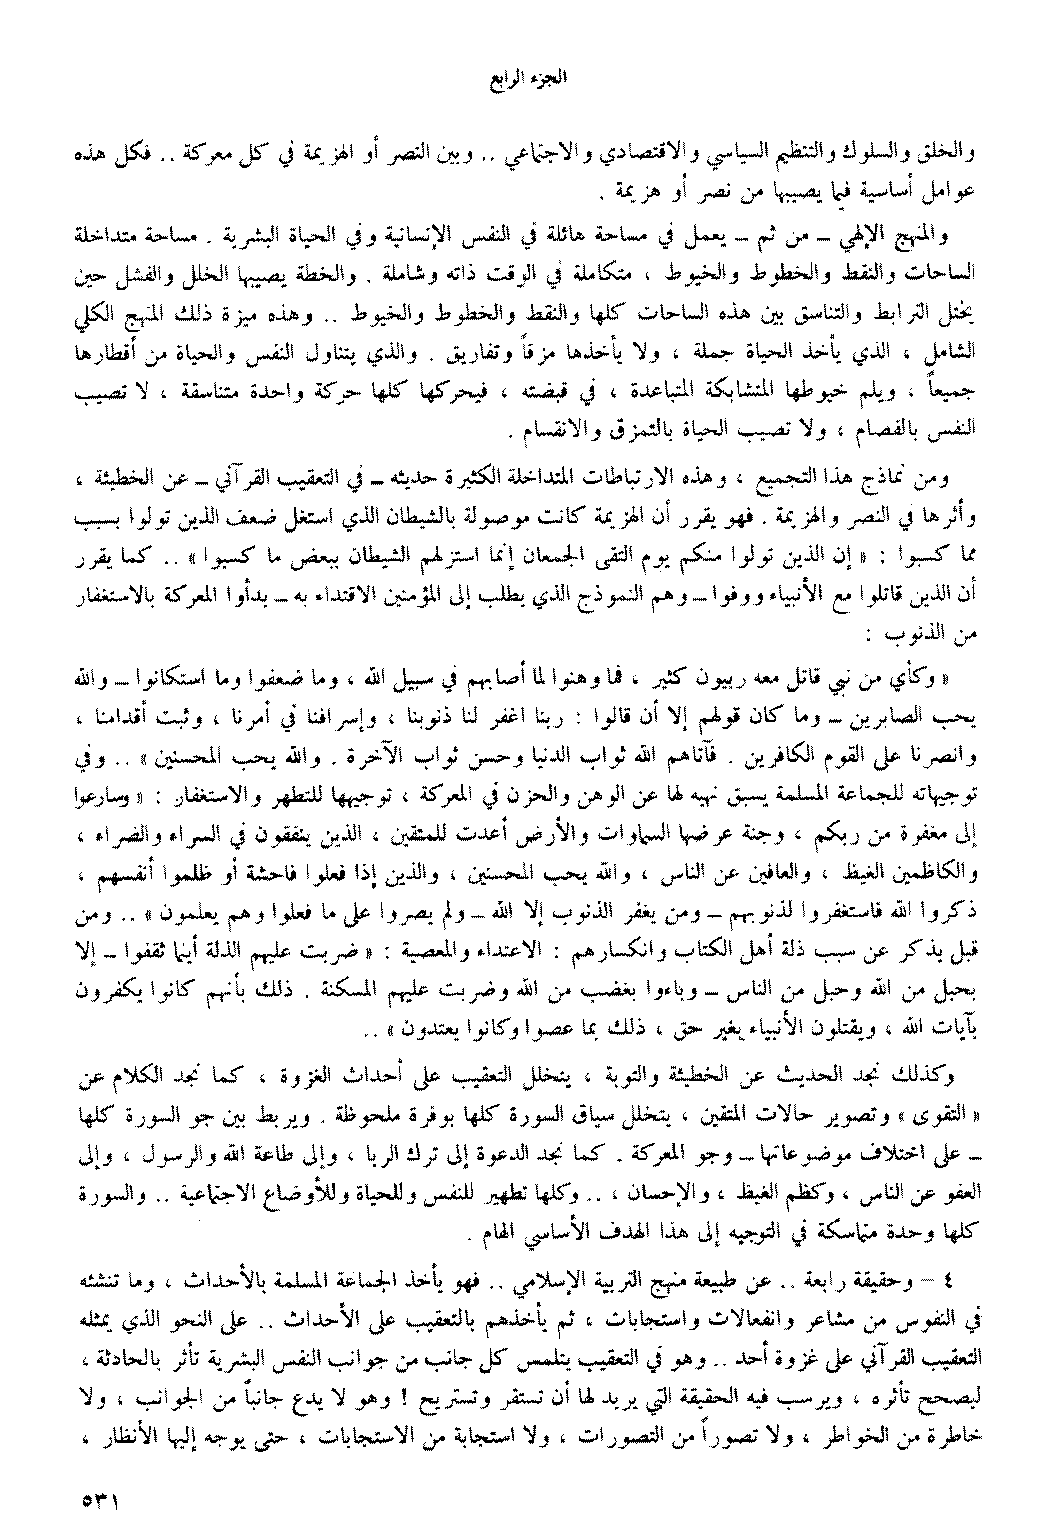 الجزء الرابع
والخلق والسلوك والتنظيم السياسي والاقتصادي والاجتماعي .. وبين النصر أو الهزيمة في كل معركة .. فكل هذه
عوامل أساسية فيما يصيبها من نصر أو هزيمة .
والمنهج الإلهي – من ثم – يعمل في مساحة هائلة في النفس الإنسانية وفي الحياة البشرية . مساحة متداخلة
الساحات والنقط والخطوط والخيوط ، متكاملة في الوقت ذاته وشاملة . والخطة يصيبها الخلل والفشل حين
يختل الترابط والتناسق بين هذه الساحات كلها والنقط والخطوط والخيوط .. وهذه ميزة ذلك المنهج الكلي
الشامل ، الذي يأخذ الحياة جملة ، ولا يأخذها مزقاً وتفاريق . والذي يتناول النفس والحياة من أقطارها
جميعاً ، ويلم خيوطها المتشابكة المتباعدة ، في قبضته ، فيحركها كلها حركة واحدة متناسقة ، لا تصيب
النفس بالفصام ، ولا تصيب الحياة بالتمزق والانقسام .
ومن نماذج هذا التجميع ، وهذه الارتباطات المتداخلة الكثيرة حديثه – في التعقيب القرآني – عن الخطيئة ،
وأثرها في النصر والهزيمة . فهو يقرر أن الهزيمة كانت موصولة بالشيطان الذي استغل ضعف الذين تولوا بسبب
مما كسبوا : « إن الذين تولوا منكم يوم التقى الجمعان إنما استزلهم الشيطان ببعض ما كسبوا » .. كما يقرر
أن الذين قاتلوا مع الأنبياء ووفوا – وهم النموذج الذي يطلب إلى المؤمنين الاقتداء به – بدأوا المعركة بالاستغفار
من الذنوب :
« وكأي من نبي قاتل معه ربيون كثير ، فما وهنوا لما أصابهم في سبيل الله ، وما ضعفوا وما استكانوا – والله
يحب الصابرين – وما كان قولهم إلا أن قالوا : ربنا اغفر لنا ذنوبنا ، وإسرافنا في أمرنا ، وثبت أقدامنا ،
وانصرنا على القوم الكافرين . فآتاهم الله ثواب الدنيا وحسن ثواب الآخرة . والله يحب المحسنين » .. وفي
توجيهاته للجماعة المسلمة يسبق نهيه لها عن الوهن والحزن في المعركة ، توجيهها للتطهر والاستغفار : « وسارعوا
إلى مغفرة من ربكم ، وجنة عرضها السماوات والأرض أعدت للمتقين ، الذين ينفقون في السراء والضراء ،
والكاظمين الغيظ ، والعافين عن الناس ، والله يحب المحسنين ، والذين إذا فعلوا فاحشة أو ظلموا أنفسهم ،
ذكروا الله فاستغفروا لذنوبهم – ومن يغفر الذنوب إلا الله – ولم يصروا على ما فعلوا وهم يعلمون » .. ومن
قبل يذكر عن سبب ذلة أهل الكتاب وانكسارهم : الاعتداء والمعصية : « ضربت عليهم الذلة أينما ثقفوا – إلا
بحبل من الله وحبل من الناس – وباءوا بغضب من الله وضربت عليهم المسكنة . ذلك بأنهم كانوا يكفرون
بآيات الله ، ويقتلون الأنبياء بغير حق ، ذلك بما عصوا وكانوا يعتدون » ..
وكذلك نجد الحديث عن الخطيئة والتوبة ، يتخلل التعقيب على أحداث الغزوة ، كما نجد الكلام عن
« التقوى » وتصوير حالات المتقين ، يتخلل سياق السورة كلها بوفرة ملحوظة . ويربط بين جو السورة كلها
– على اختلاف موضوعاتها – وجو المعركة . كما نجد الدعوة إلى ترك الربا ، وإلى طاعة الله والرسول ، وإلى
العفو عن الناس ، وكظم الغيظ ، والإحسان ، .. وكلها تطهير للنفس وللحياة وللأوضاع الاجتماعية .. والسورة
كلها وحدة متماسكة في التوجيه إلى هذا الهدف الأساسي الهام .
٤ – وحقيقة رابعة .. عن طبيعة منهج التربية الإسلامي .. فهو يأخذ الجماعة المسلمة بالأحداث ، وما تنشئه
في النفوس من مشاعر وانفعالات واستجابات ، ثم يأخذهم بالتعقيب على الأحداث .. على النحو الذي يمثله
التعقيب القرآني على غزوة أحد .. وهو في التعقيب يتلمس كل جانب من جوانب النفس البشرية تأثر بالحادثة ،
ليصحح تأثره ، ويرسب فيه الحقيقة التي يريد لها أن تستقر وتستريح ! وهو لا يدع جانباً من الجوانب ، ولا
خاطرة من الخواطر ، ولا تصوراً من التصورات ، ولا استجابة من الاستجابات ، حتى يوجه إليها الأنظار ،
٥٣١